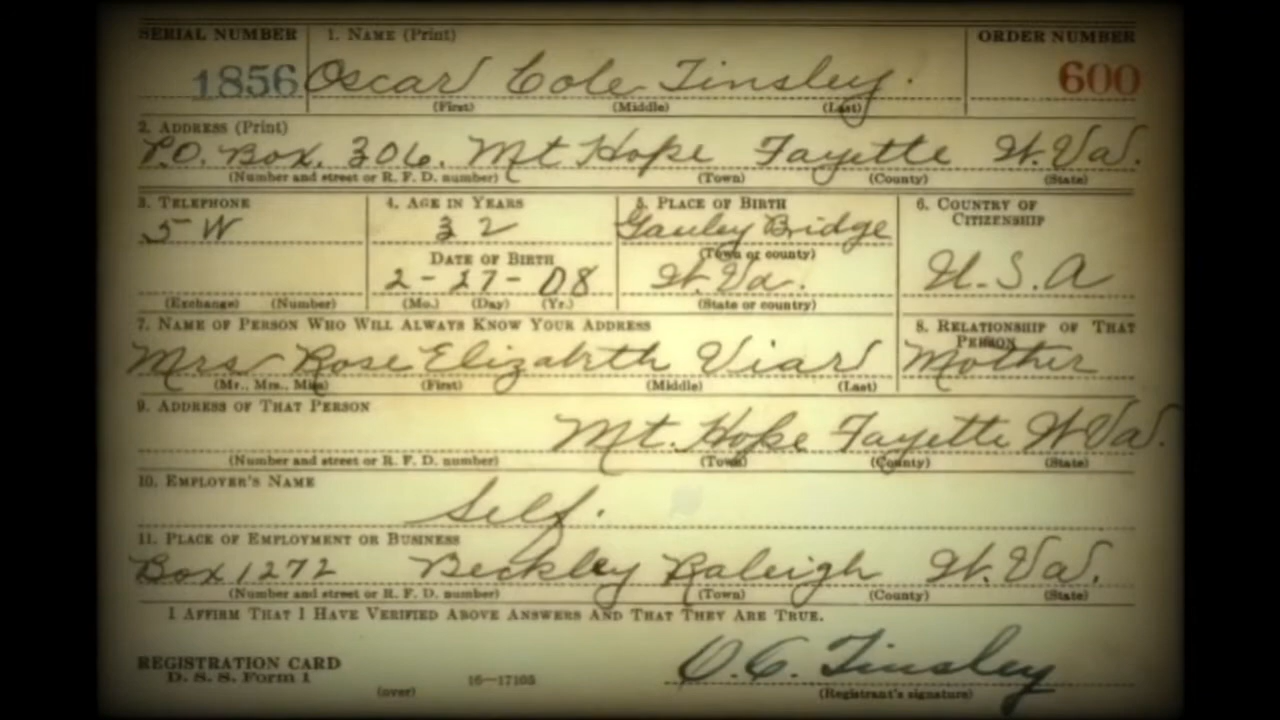 SERIAL NUMBER 1. NAME (Print) ORDER NUMBER
1856 Oscar Cole Tinsley. 600
(First) (Middle) (Last)
2. ADDRESS (Print)
P.O. Box. 306. Mt Hope Fayette W.Va.
(Number and street or R. F. D. number) (Town) (County) (State)
3. TELEPHONE 4. AGE IN YEARS 5. PLACE OF BIRTH 6. COUNTRY OF
CITIZENSHIP
5-W 32 Gauley Bridge
(Town or county)
DATE OF BIRTH
2-27-08 W.Va. U.S.A
(Exchange) (Number) (Mo.) (Day) (Yr.) (State or country)
7. NAME OF PERSON WHO WILL ALWAYS KNOW YOUR ADDRESS 8. RELATIONSHIP OF THAT
PERSON
Mrs Rose Elizabeth Viar Mother
(Mr., Mrs., Miss) (First) (Middle) (Last)
9. ADDRESS OF THAT PERSON
Mt. Hope Fayette W.Va.
(Number and street or R. F. D. number) (Town) (County) (State)
10. EMPLOYER'S NAME
Self.
11. PLACE OF EMPLOYMENT OR BUSINESS
Box 1272 Beckley Raleigh W.Va.
(Number and street or R. F. D. number) (Town) (County) (State)
I AFFIRM THAT I HAVE VERIFIED ABOVE ANSWERS AND THAT THEY ARE TRUE.
O.C. Tinsley
REGISTRATION CARD
D. S. S. Form 1 16—17105
(over) (Registrant's signature)